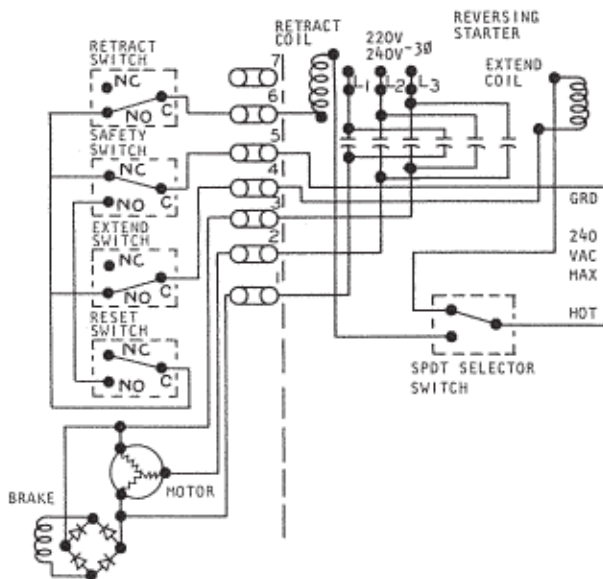 RETRACT
SWITCH
NC
NO
C
SAFETY
SWITCH
NC
NO
C
EXTEND
SWITCH
NC
NO
C
RESET
SWITCH
NC
NO
C
7
6
5
4
3
2
1
RETRACT
COIL
220V
240V-3Ø
L1
L2
L3
REVERSING
STARTER
EXTEND
COIL
GRD
240
VAC
MAX
HOT
SPDT SELECTOR
SWITCH
MOTOR
BRAKE